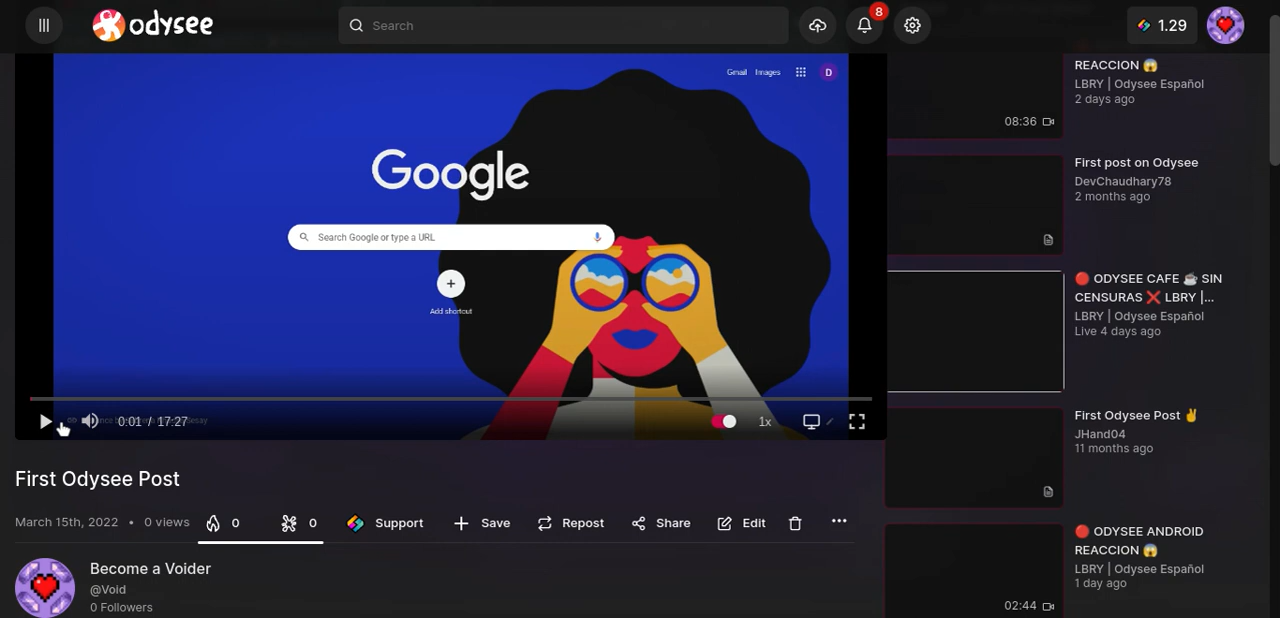 odysee
Search
8
1.29
Gmail Images
D
Google
Search Google or type a URL
Add shortcut
0:01 / 17:27
1x
First Odysee Post
March 15th, 2022 • 0 views
0
0
Support
Save
Repost
Share
Edit
Become a Voider
@Void
0 Followers
REACCION 😱
LBRY | Odysee Español
2 days ago
08:36
First post on Odysee
DevChaudhary78
2 months ago
🔴 ODYSEE CAFE ☕ SIN
CENSURAS ❌ LBRY |...
LBRY | Odysee Español
Live 4 days ago
First Odysee Post ✌
JHand04
11 months ago
🔴 ODYSEE ANDROID
REACCION 😱
LBRY | Odysee Español
1 day ago
02:44